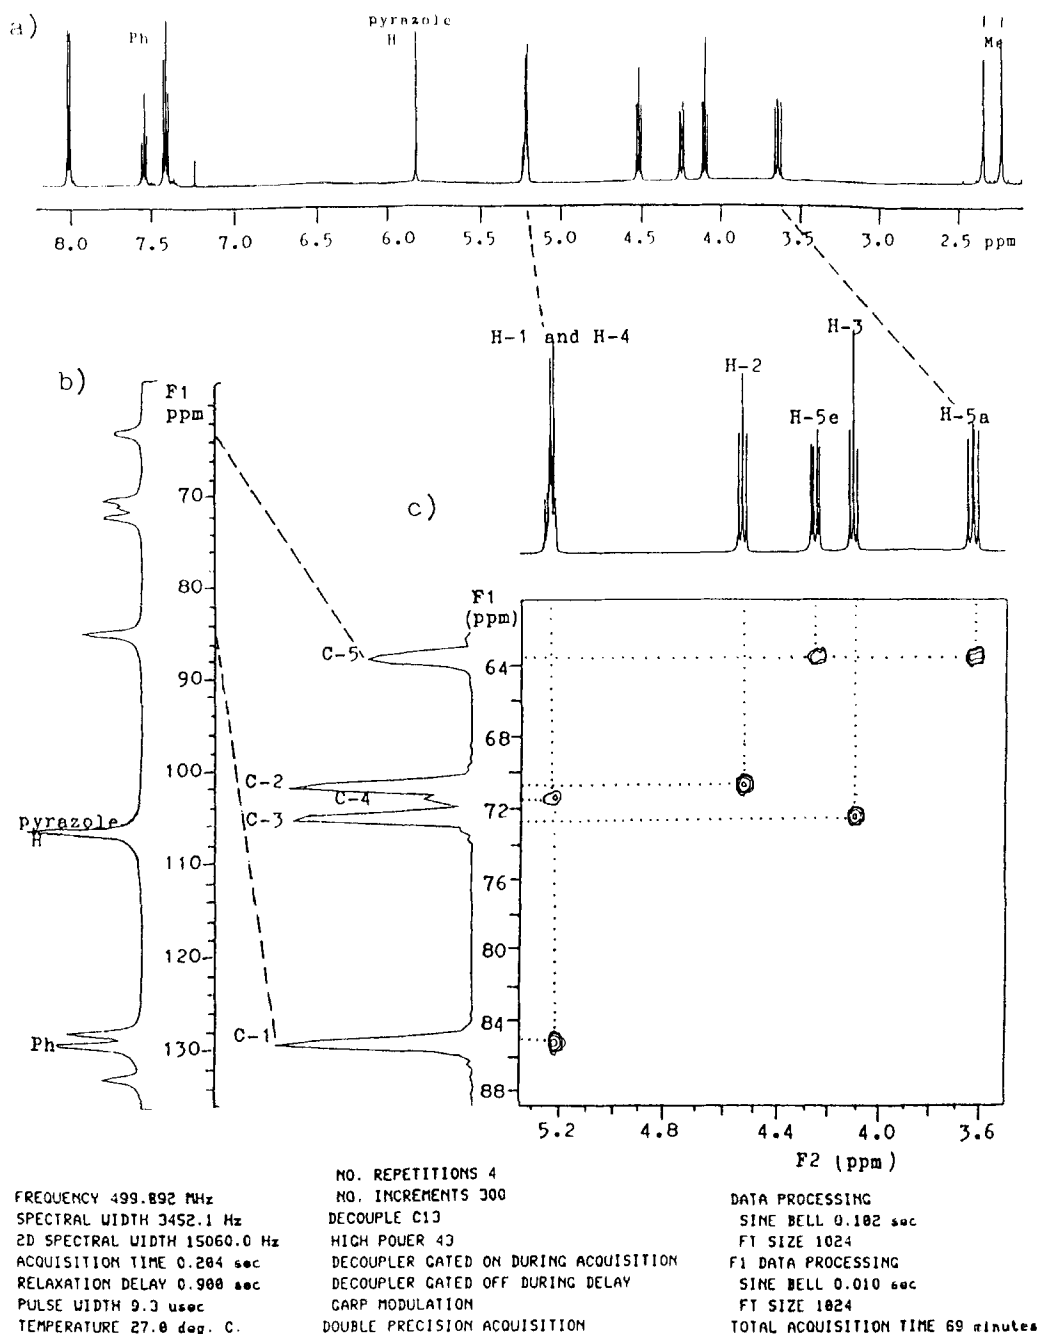 a)
pyrazole
H
Ph
Me
8.0 7.5 7.0 6.5 6.0 5.5 5.0 4.5 4.0 3.5 3.0 2.5 ppm
H-1 and H-4
H-2
H-5e
H-3
H-5a
b)
F1
ppm
70
80
90
100
110
120
130
pyrazole
H
Ph
c)
C-5
C-2
C-4
C-3
C-1
F1
(ppm)
64
68
72
76
80
84
88
5.2 4.8 4.4 4.0 3.6
F2 (ppm)
FREQUENCY 499.892 MHz
SPECTRAL WIDTH 3452.1 Hz
2D SPECTRAL WIDTH 15060.0 Hz
ACQUISITION TIME 0.204 sec
RELAXATION DELAY 0.900 sec
PULSE WIDTH 9.3 usec
TEMPERATURE 27.0 deg. C.
NO. REPETITIONS 4
NO. INCREMENTS 300
DECOUPLE C13
HIGH POWER 43
DECOUPLER GATED ON DURING ACQUISITION
DECOUPLER GATED OFF DURING DELAY
GARP MODULATION
DOUBLE PRECISION ACQUISITION
DATA PROCESSING
SINE BELL 0.102 sec
FT SIZE 1024
F1 DATA PROCESSING
SINE BELL 0.010 sec
FT SIZE 1024
TOTAL ACQUISITION TIME 69 minutes